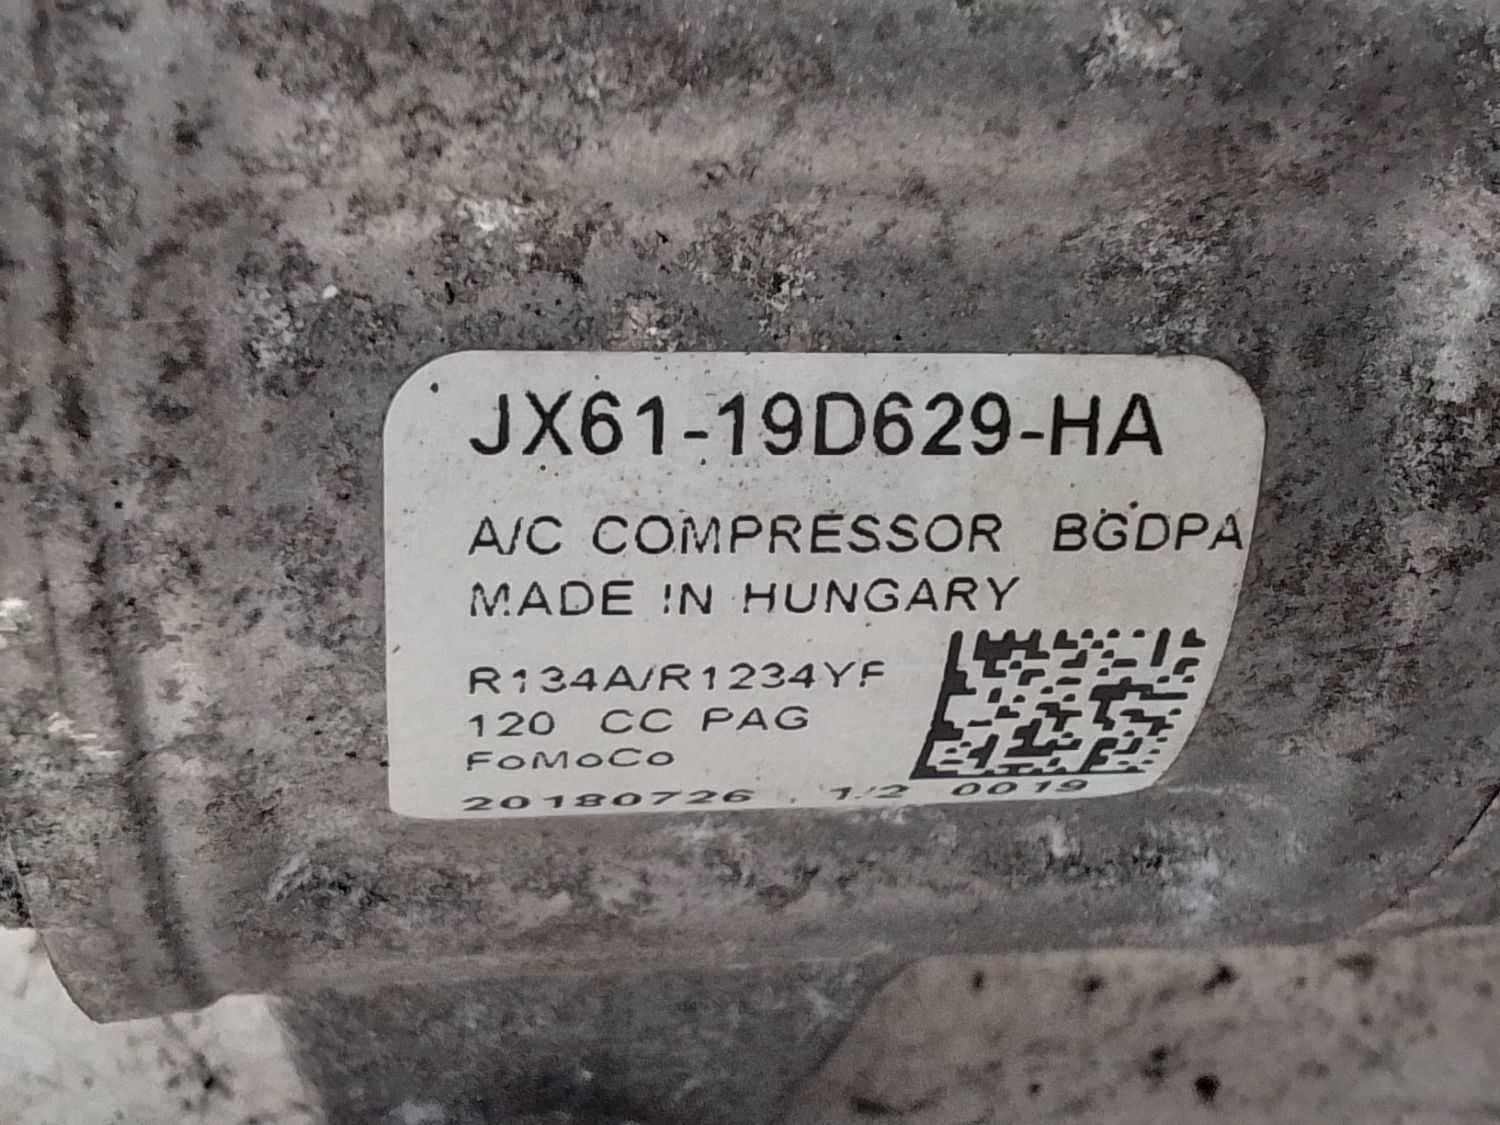 JX61-19D629-HA
A/C COMPRESSOR BGDPA
MADE IN HUNGARY
R134A/R1234YF
120 CC PAG
FoMoCo
20180726 . 1/2 0019